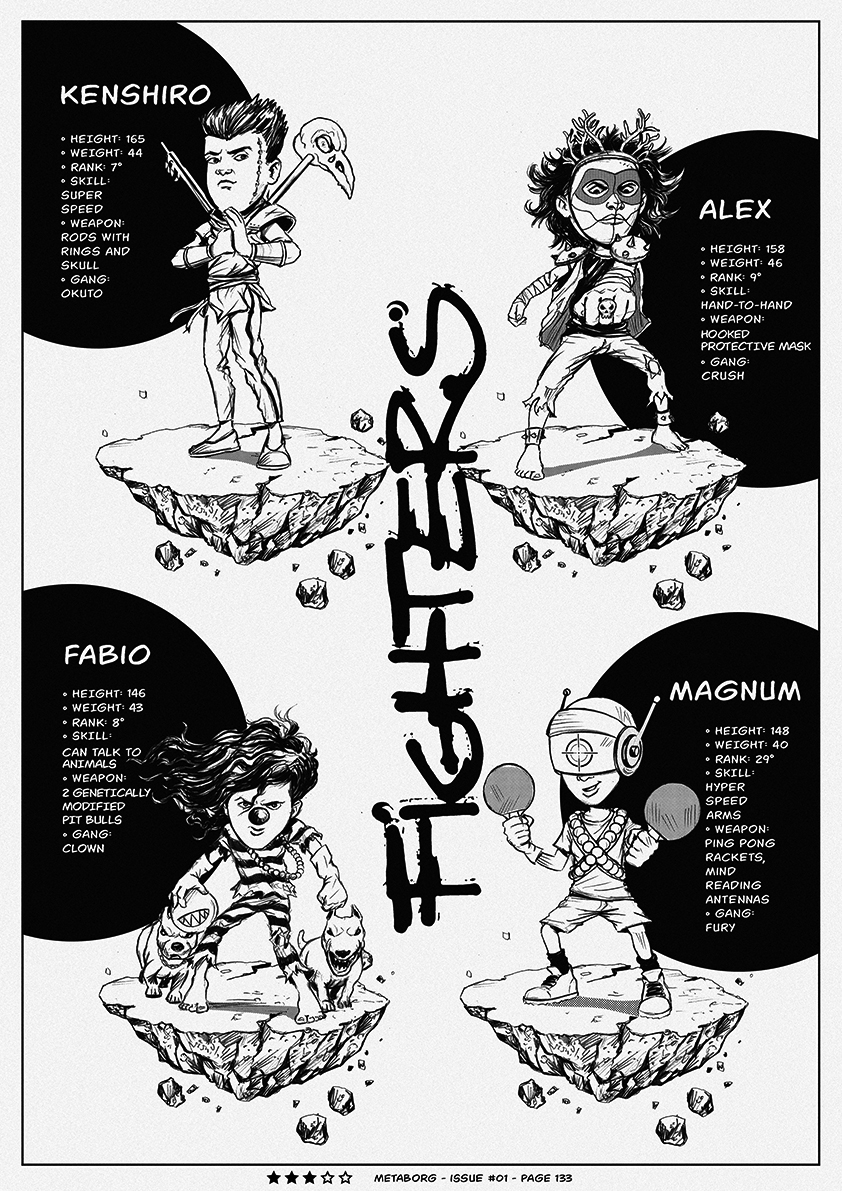 KENSHIRO
◦ HEIGHT: 165
◦ WEIGHT: 44
◦ RANK: 7°
◦ SKILL:
SUPER
SPEED
◦ WEAPON:
RODS WITH
RINGS AND
SKULL
◦ GANG:
OKUTO
ALEX
◦ HEIGHT: 158
◦ WEIGHT: 46
◦ RANK: 9°
◦ SKILL:
HAND-TO-HAND
◦ WEAPON:
HOOKED
PROTECTIVE MASK
◦ GANG:
CRUSH
FIGHTERS
FABIO
◦ HEIGHT: 146
◦ WEIGHT: 43
◦ RANK: 8°
◦ SKILL:
CAN TALK TO
ANIMALS
◦ WEAPON:
2 GENETICALLY
MODIFIED
PIT BULLS
◦ GANG:
CLOWN
MAGNUM
◦ HEIGHT: 148
◦ WEIGHT: 40
◦ RANK: 29°
◦ SKILL:
HYPER
SPEED
ARMS
◦ WEAPON:
PING PONG
RACKETS,
MIND
READING
ANTENNAS
◦ GANG:
FURY
METABORG - ISSUE #01 - PAGE 133